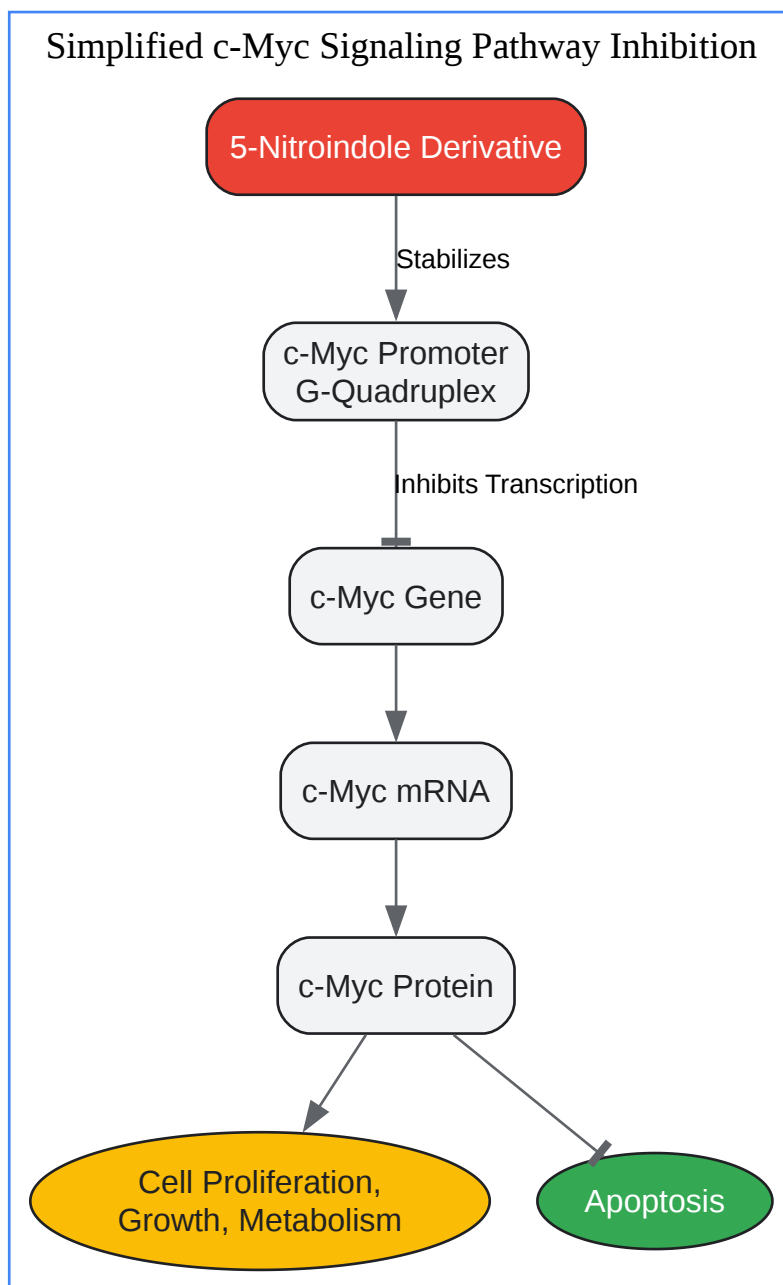 Simplified c-Myc Signaling Pathway Inhibition
5-Nitroindole Derivative
Stabilizes
c-Myc Promoter
G-Quadruplex
Inhibits Transcription
c-Myc Gene
c-Myc mRNA
c-Myc Protein
Cell Proliferation,
Growth, Metabolism
Apoptosis